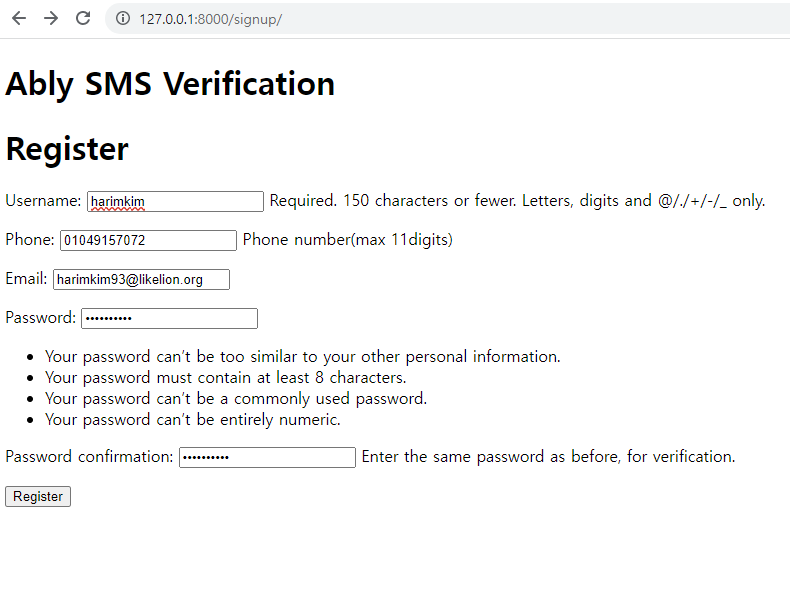 127.0.0.1:8000/signup/
Ably SMS Verification
Register
Username: harimkim Required. 150 characters or fewer. Letters, digits and @/./+/-/_ only.
Phone: 01049157072 Phone number(max 11digits)
Email: harimkim93@likelion.org
Password: ••••••••••
Your password can't be too similar to your other personal information.
Your password must contain at least 8 characters.
Your password can't be a commonly used password.
Your password can't be entirely numeric.
Password confirmation: •••••••••• Enter the same password as before, for verification.
Register